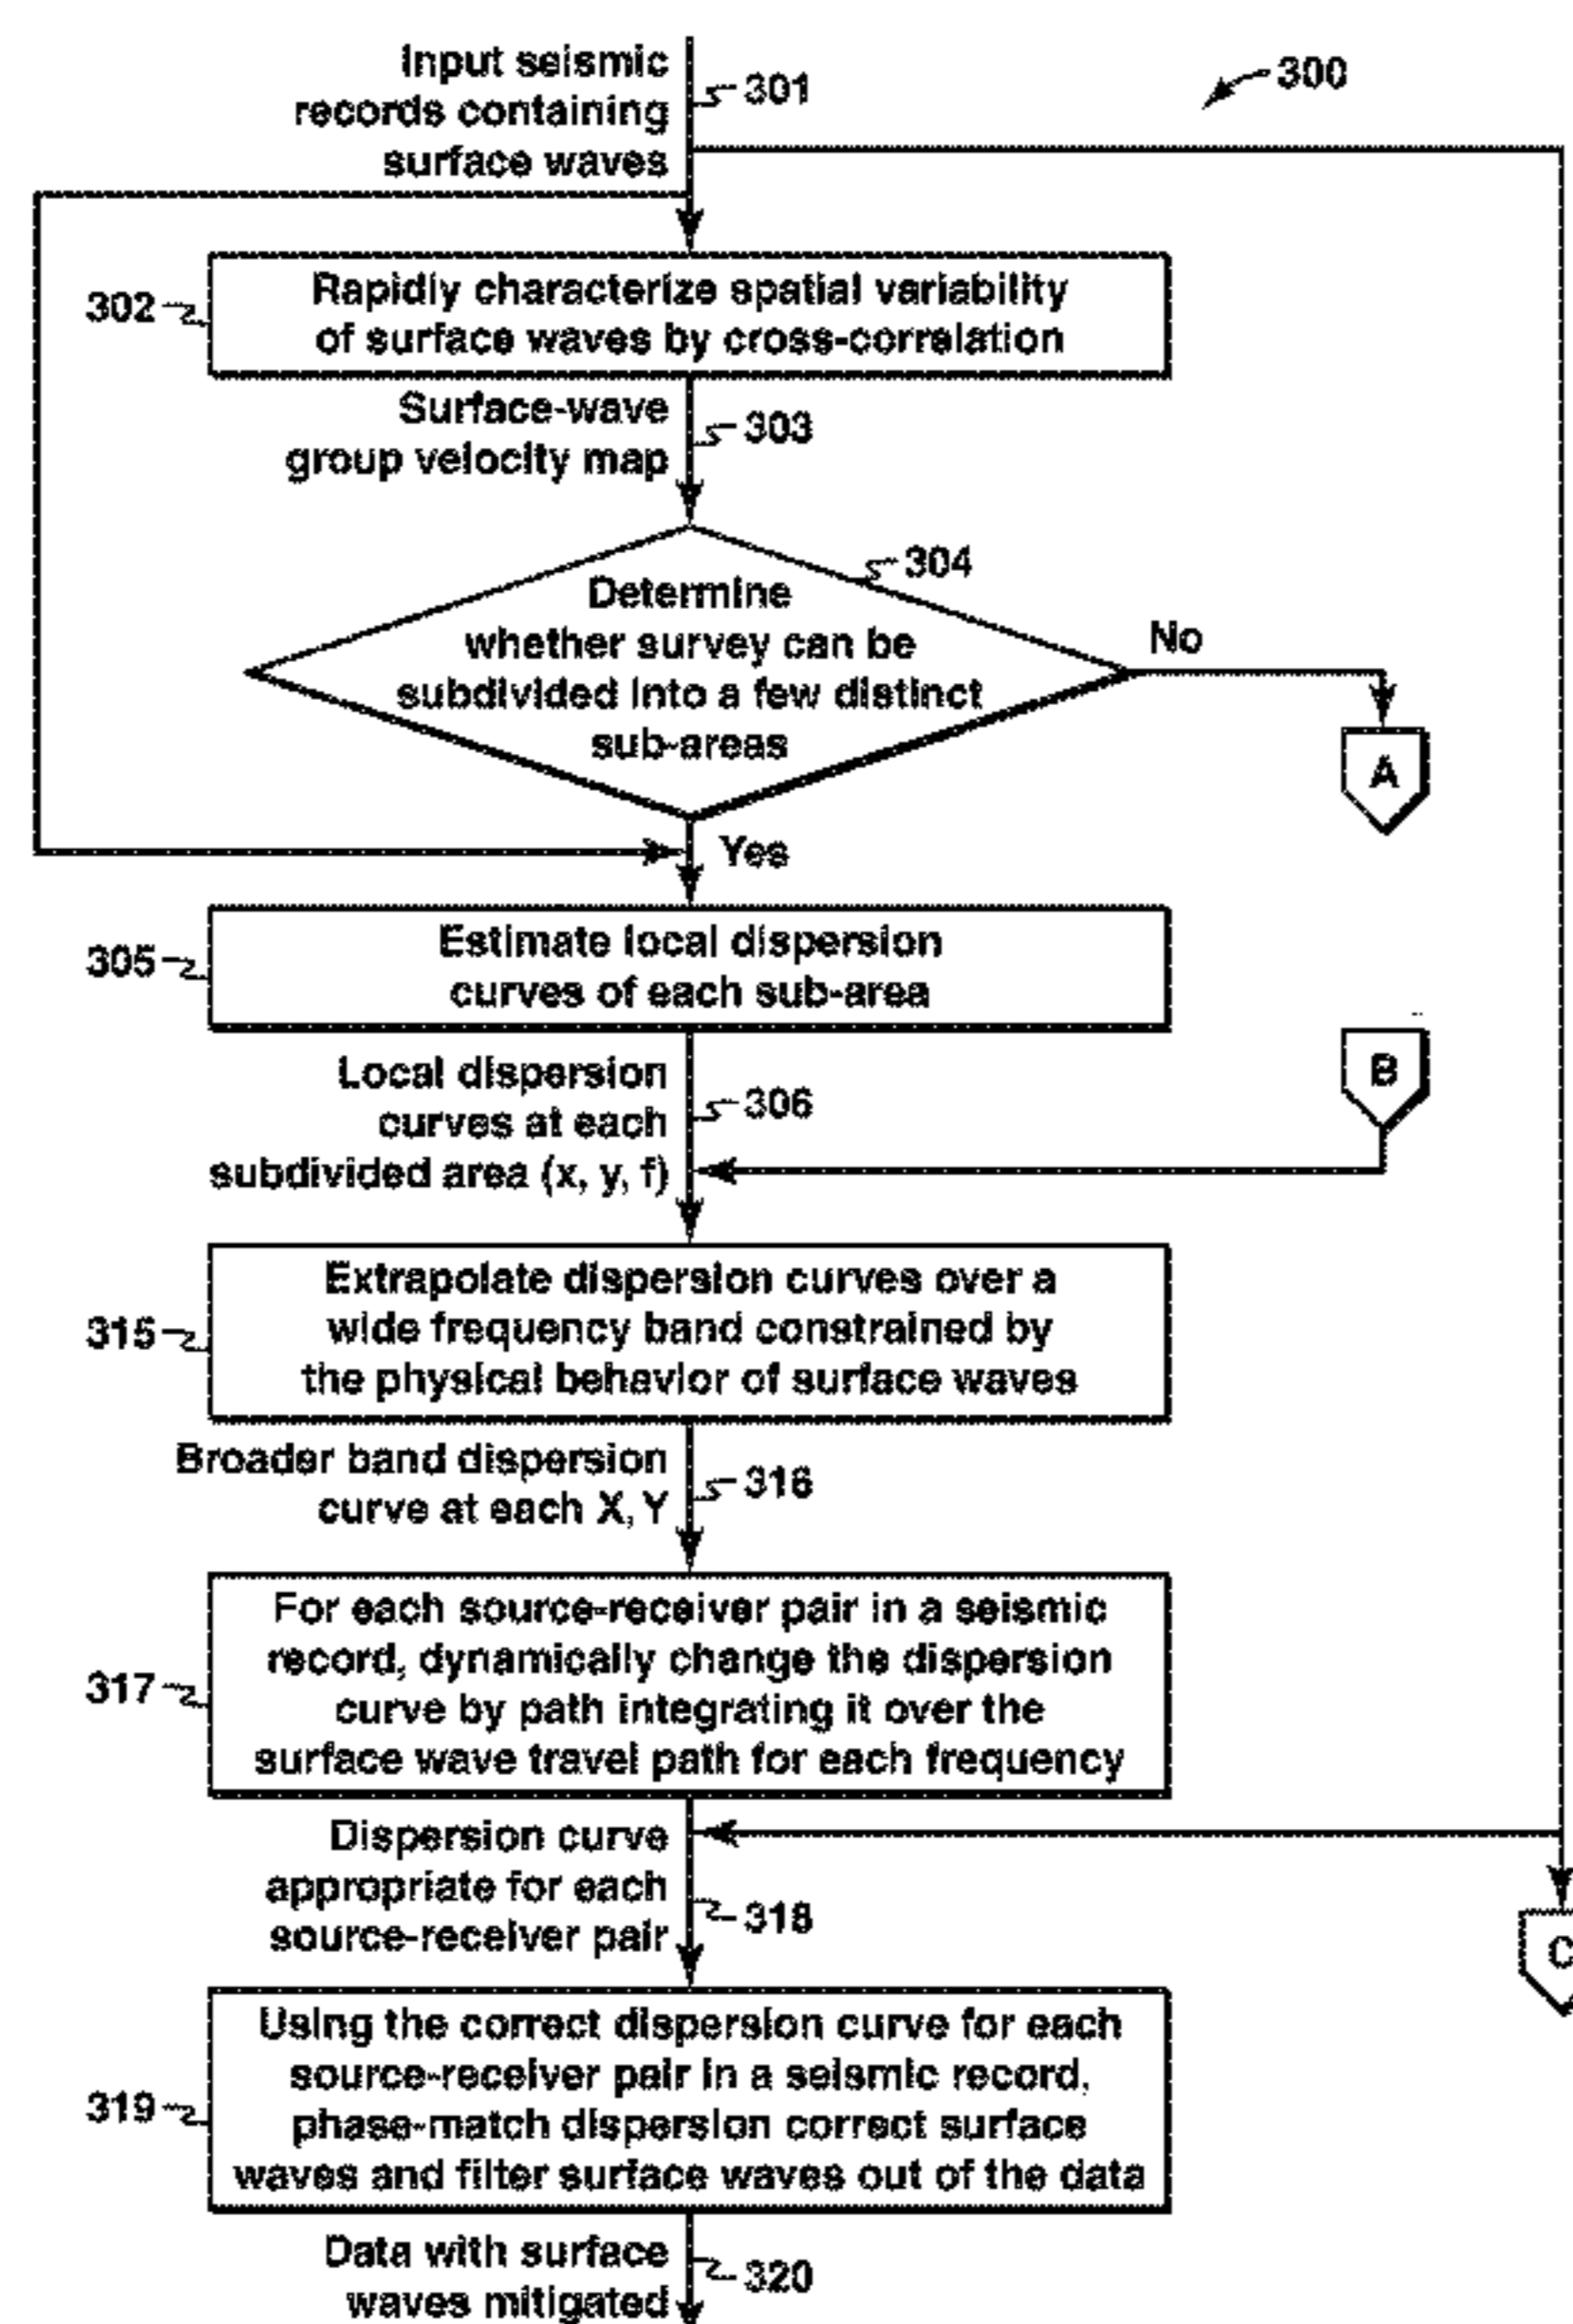 Input seismic
records containing
surface waves
301
300
302
Rapidly characterize spatial variability
of surface waves by cross-correlation
Surface-wave
group velocity map
303
304
Determine
whether survey can be
subdivided into a few distinct
sub-areas
No
A
Yes
305
Estimate local dispersion
curves of each sub-area
Local dispersion
curves at each
subdivided area (x, y, f)
306
B
315
Extrapolate dispersion curves over a
wide frequency band constrained by
the physical behavior of surface waves
Broader band dispersion
curve at each X, Y
316
317
For each source-receiver pair in a seismic
record, dynamically change the dispersion
curve by path integrating it over the
surface wave travel path for each frequency
Dispersion curve
appropriate for each
source-receiver pair
318
C
319
Using the correct dispersion curve for each
source-receiver pair in a seismic record,
phase-match dispersion correct surface
waves and filter surface waves out of the data
Data with surface
waves mitigated
320